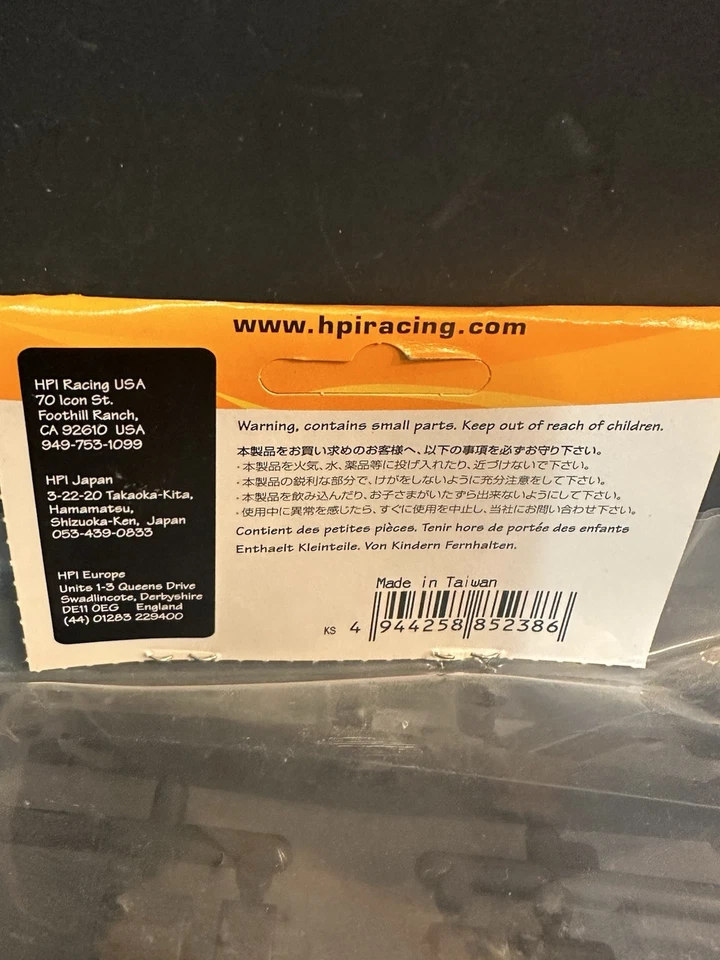 www.hpiracing.com
HPI Racing USA
70 Icon St.
Foothill Ranch,
CA 92610 USA
949-753-1099
HPI Japan
3-22-20 Takaoka-Kita,
Hamamatsu,
Shizuoka-Ken, Japan
053-439-0833
HPI Europe
Units 1-3 Queens Drive
Swadlincote, Derbyshire
DE11 0EG England
(44) 01283 229400
Warning, contains small parts. Keep out of reach of children.
本製品をお買い求めのお客様へ、以下の事項を必ずお守り下さい。
・本製品を火気、水、薬品等に投げ入れたり、近づけないで下さい。
・本製品の鋭利な部分で、けがをしないように充分注意をして下さい。
・本製品を飲み込んだり、お子さまがいたずら出来ないようにして下さい。
・使用中に異常を感じたら、すぐに使用を中止し、当社にお問い合わせ下さい。
Contient des petites pièces. Tenir hors de portée des enfants
Enthaelt Kleinteile. Von Kindern Fernhalten.
Made in Taiwan
KS 4 944258 852386